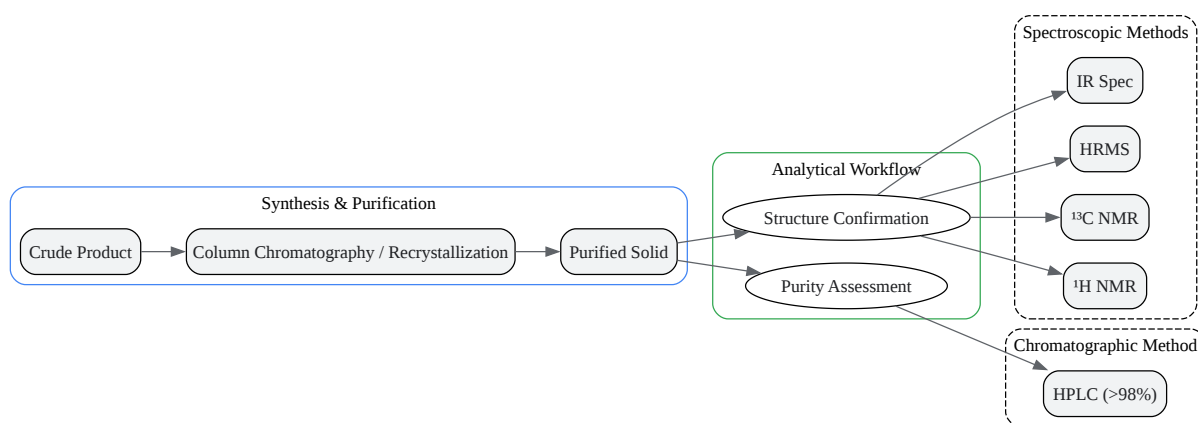 Synthesis & Purification
Crude Product
Column Chromatography / Recrystallization
Purified Solid
Analytical Workflow
Structure Confirmation
Purity Assessment
Spectroscopic Methods
IR Spec
HRMS
¹³C NMR
¹H NMR
Chromatographic Method
HPLC (>98%)